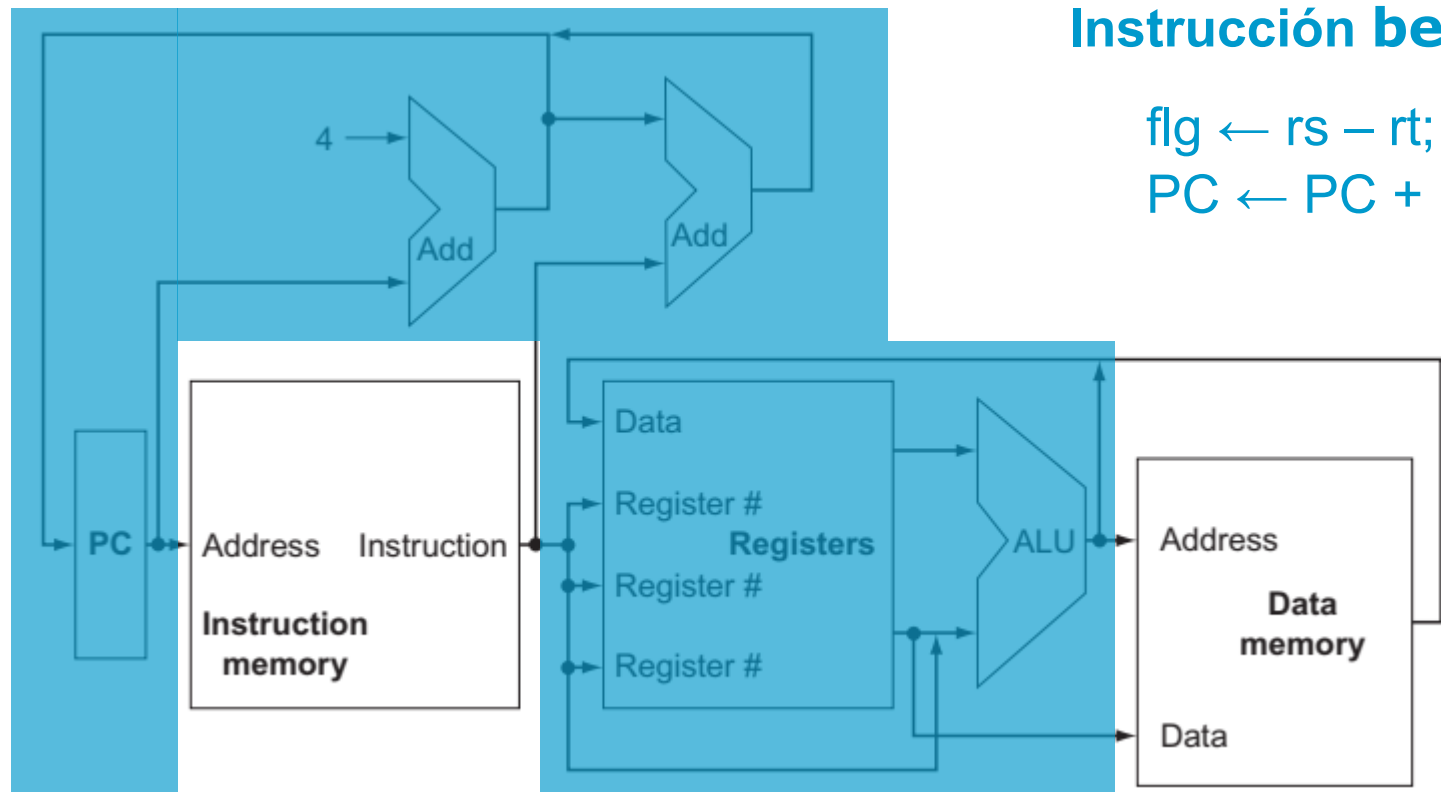 Instrucción be
flg ← rs – rt;
PC ← PC +
4
Add
Add
Data
Register #
PC
Address
Instruction
Registers
ALU
Address
Register #
Data
memory
Instruction
memory
Register #
Data